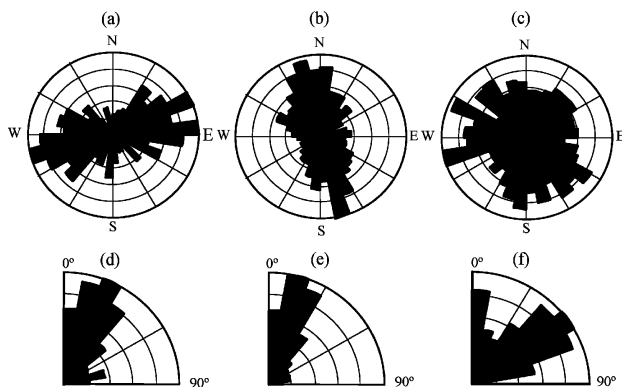 (a) (b) (c)
N N N
W E W E W E
S S S
(d) (e) (f)
0° 0° 0°
90° 90° 90°